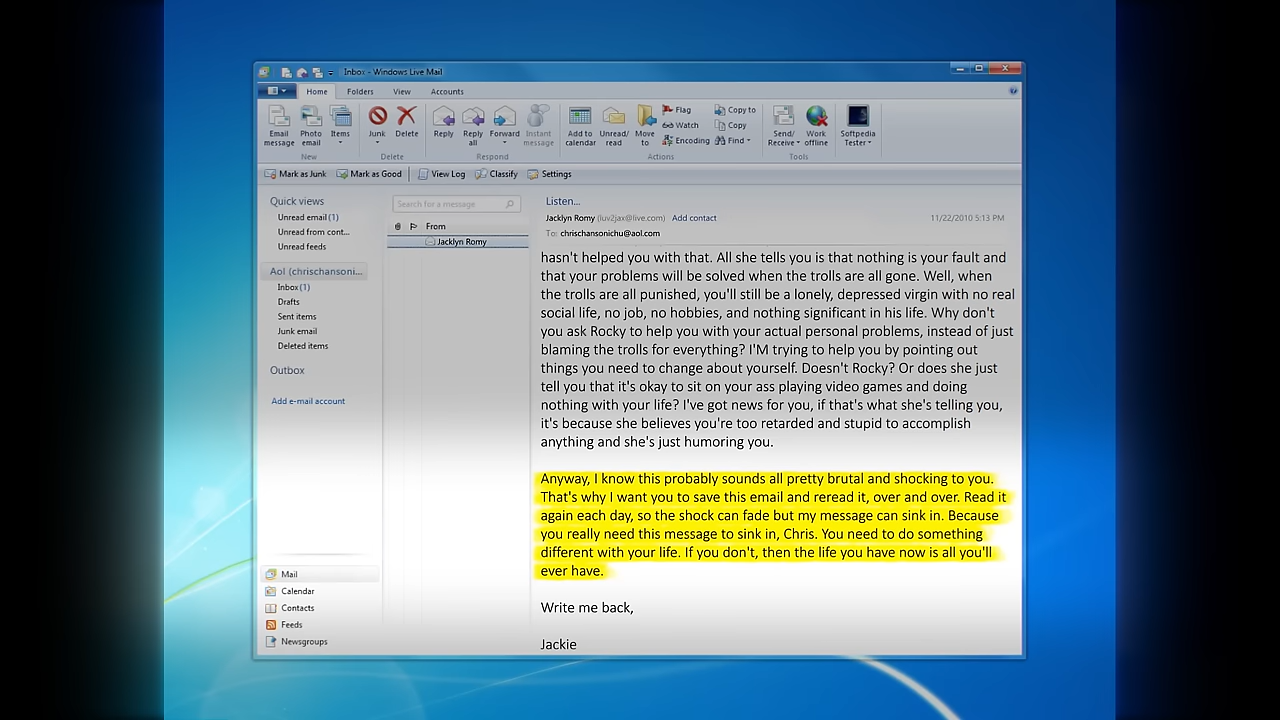 Inbox - Windows Live Mail
Home Folders View Accounts
Email message
Photo email
Items
New
Junk
Delete
Delete
Reply
Reply all
Forward
Instant message
Respond
Add to calendar
Unread/ read
Move to
Flag
Watch
Encoding
Copy to
Copy
Find
Actions
Send/ Receive
Work offline
Tools
Softpedia Tester
Mark as Junk Mark as Good View Log Classify Settings
Quick views
Unread email (1)
Unread from cont...
Unread feeds
Aol (chrischansoni...
Inbox (1)
Drafts
Sent items
Junk email
Deleted items
Outbox
Add e-mail account
Mail
Calendar
Contacts
Feeds
Newsgroups
Search for a message
From
Jacklyn Romy
Listen...
Jacklyn Romy (luv2jax@live.com) Add contact 11/22/2010 5:13 PM
To: chrischansonichu@aol.com
hasn't helped you with that. All she tells you is that nothing is your fault and
that your problems will be solved when the trolls are all gone. Well, when
the trolls are all punished, you'll still be a lonely, depressed virgin with no real
social life, no job, no hobbies, and nothing significant in his life. Why don't
you ask Rocky to help you with your actual personal problems, instead of just
blaming the trolls for everything? I'M trying to help you by pointing out
things you need to change about yourself. Doesn't Rocky? Or does she just
tell you that it's okay to sit on your ass playing video games and doing
nothing with your life? I've got news for you, if that's what she's telling you,
it's because she believes you're too retarded and stupid to accomplish
anything and she's just humoring you.
Anyway, I know this probably sounds all pretty brutal and shocking to you.
That's why I want you to save this email and reread it, over and over. Read it
again each day, so the shock can fade but my message can sink in. Because
you really need this message to sink in, Chris. You need to do something
different with your life. If you don't, then the life you have now is all you'll
ever have.
Write me back,
Jackie